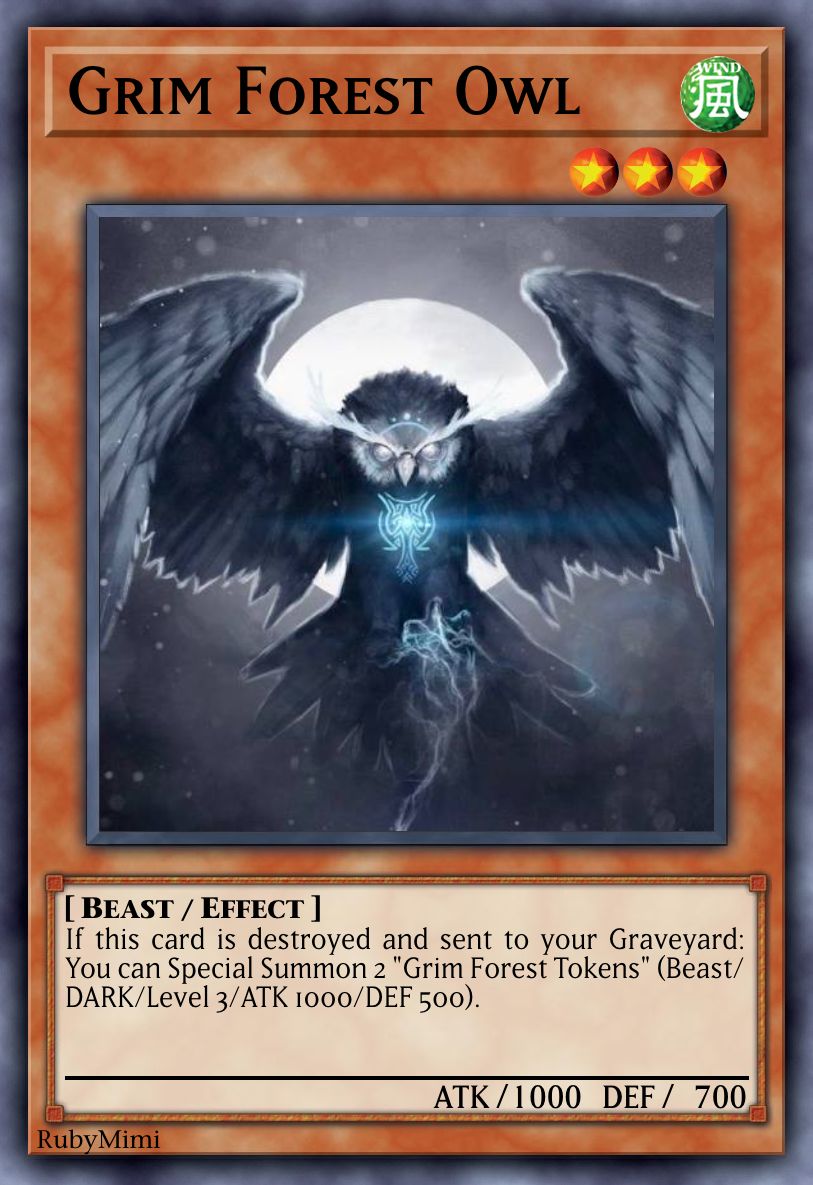 Grim Forest Owl
WIND
風
[ Beast / Effect ]
If this card is destroyed and sent to your Graveyard:
You can Special Summon 2 "Grim Forest Tokens" (Beast/
DARK/Level 3/ATK 1000/DEF 500).
ATK / 1000 DEF / 700
RubyMimi